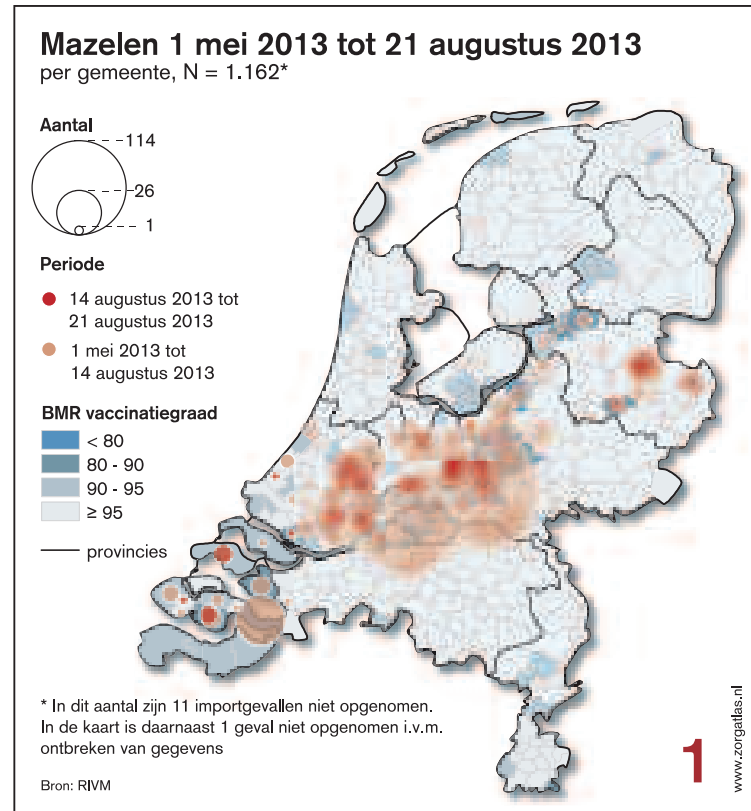 Mazelen 1 mei 2013 tot 21 augustus 2013
per gemeente, N = 1.162*
Aantal
114
26
1
Periode
14 augustus 2013 tot
21 augustus 2013
1 mei 2013 tot
14 augustus 2013
BMR vaccinatiegraad
< 80
80 - 90
90 - 95
≥ 95
provincies
* In dit aantal zijn 11 importgevallen niet opgenomen.
In de kaart is daarnaast 1 geval niet opgenomen i.v.m.
ontbreken van gegevens
Bron: RIVM
1
www.zorgatlas.nl